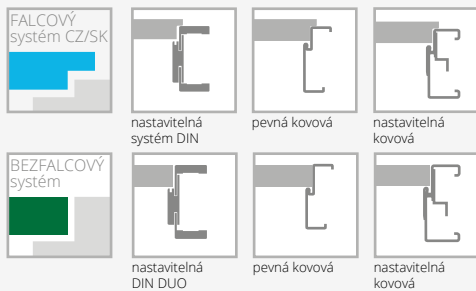 FALCOVÝ
systém CZ/SK
nastavitelná
systém DIN
pevná kovová
nastavitelná
kovová
BEZFALCOVÝ
systém
nastavitelná
DIN DUO
pevná kovová
nastavitelná
kovová